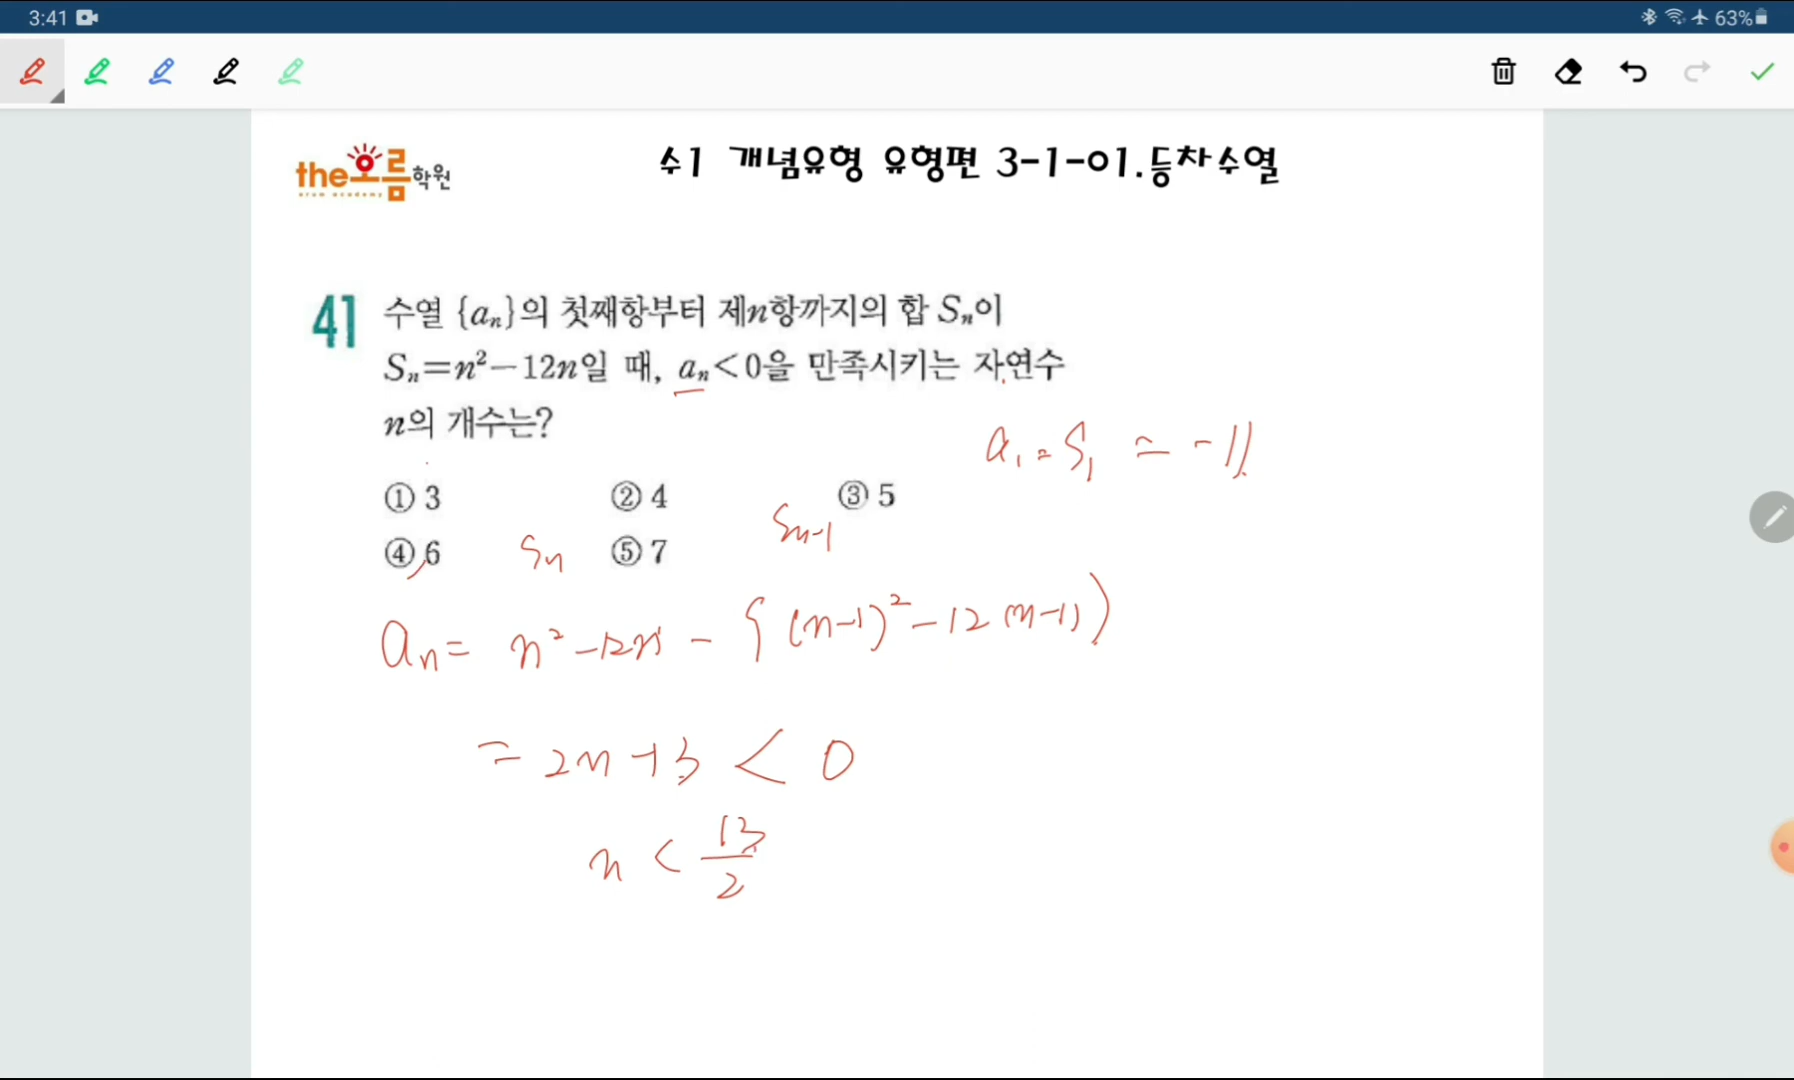 3:41 63%
the오름학원
oram academy
수1 개념유형 유형편 3-1-01.등차수열
41 수열 {aₙ}의 첫째항부터 제n항까지의 합 Sₙ이
Sₙ=n²-12n일 때, aₙ<0을 만족시키는 자연수
n의 개수는?
a₁ = S₁ = -11
① 3 ② 4 ③ 5
④ 6 ⑤ 7
Sₙ Sₙ₋₁
aₙ = n²-12n - {(n-1)²-12(n-1)}
= 2n-13 < 0
n < 13/2